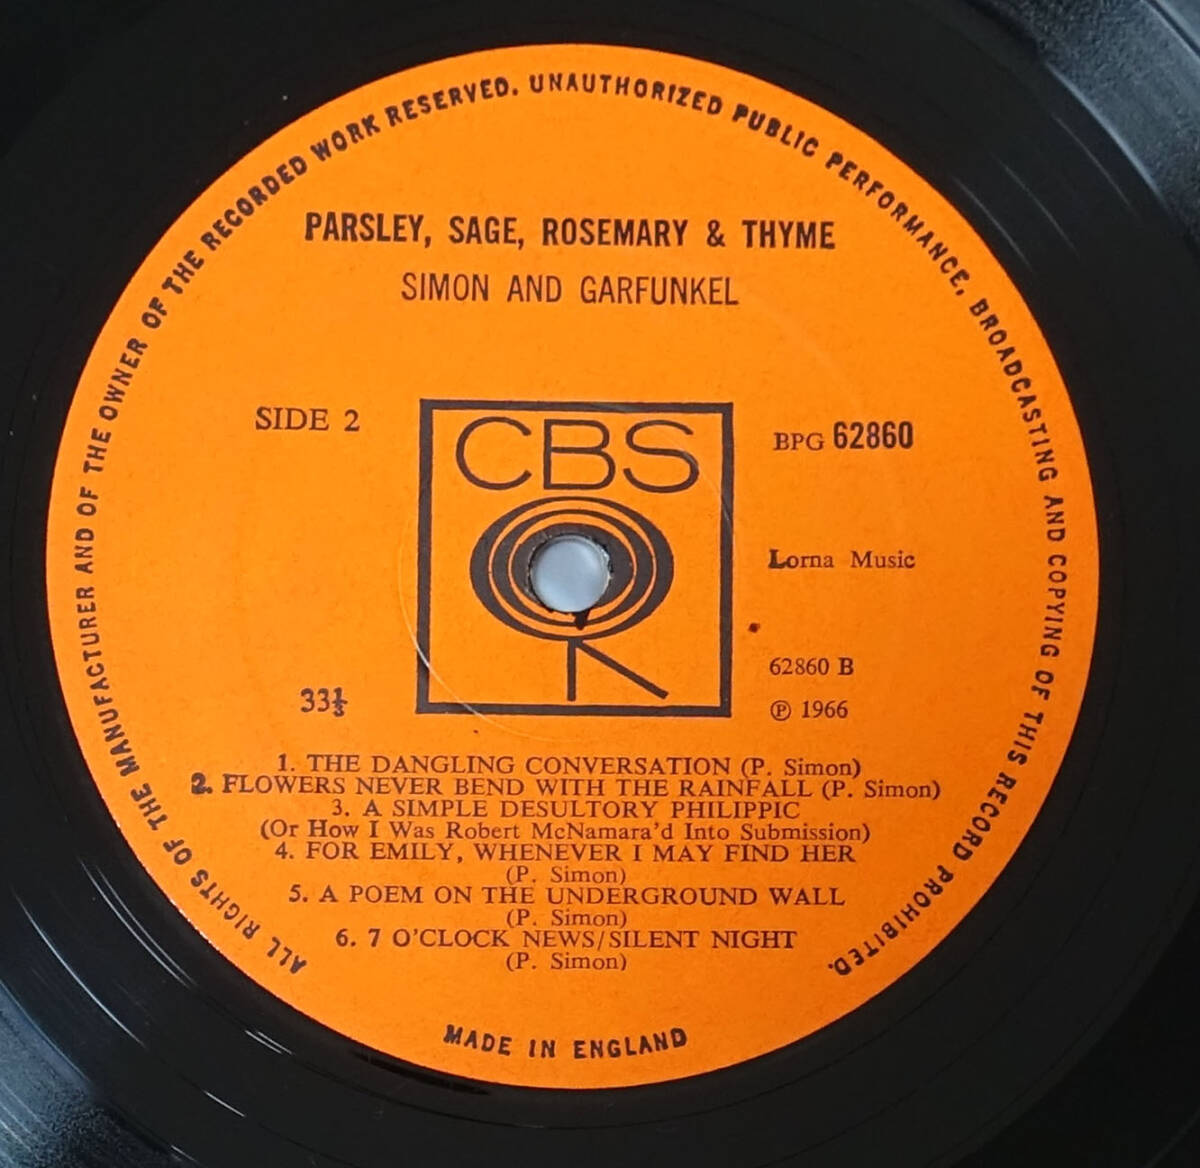 ALL RIGHTS OF THE MANUFACTURER AND OF THE OWNER OF THE RECORDED WORK RESERVED. UNAUTHORIZED PUBLIC PERFORMANCE, BROADCASTING AND COPYING OF THIS RECORD PROHIBITED.
PARSLEY, SAGE, ROSEMARY & THYME
SIMON AND GARFUNKEL
SIDE 2
CBS
BPG 62860
Lorna Music
62860 B
℗ 1966
33⅓
1. THE DANGLING CONVERSATION (P. Simon)
2. FLOWERS NEVER BEND WITH THE RAINFALL (P. Simon)
3. A SIMPLE DESULTORY PHILIPPIC
(Or How I Was Robert McNamara'd Into Submission)
4. FOR EMILY, WHENEVER I MAY FIND HER
(P. Simon)
5. A POEM ON THE UNDERGROUND WALL
(P. Simon)
6. 7 O'CLOCK NEWS/SILENT NIGHT
(P. Simon)
MADE IN ENGLAND